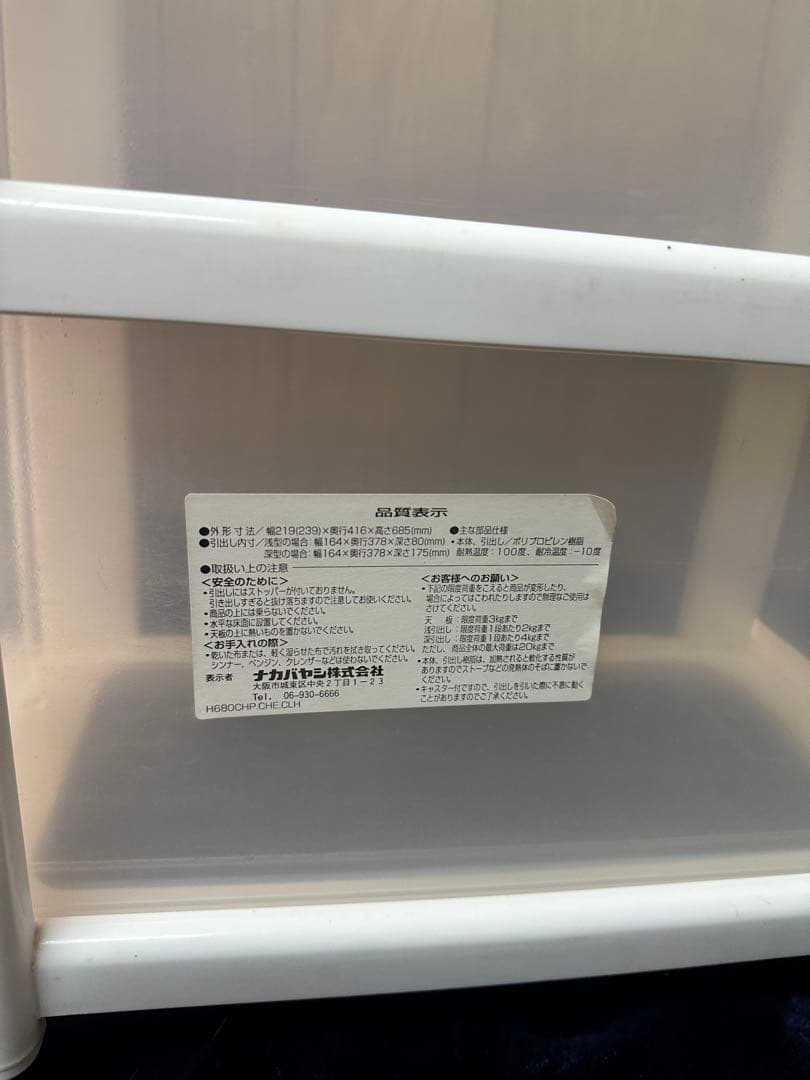 品質表示
●外形寸法/幅219(239)×奥行416×高さ685(mm)
●引出し内寸/浅型の場合:幅164×奥行378×深さ80(mm)
深型の場合:幅164×奥行378×深さ175(mm)
●主な部品仕様
・本体、引出し/ポリプロピレン樹脂
耐熱温度:100度、耐冷温度:-10度
●取扱い上の注意
<安全のために>
・引出しにはストッパーが付いておりません。
引き出しすぎると抜け落ちますので注意してお使いください。
・商品の上には乗らないでください。
・水平な床面に設置してください。
・天板の上に熱いものを置かないでください。
<お手入れの際>
・乾いた布または、軽く湿らせた布で汚れを拭き取ってください。
シンナー、ベンジン、クレンザーなどは使わないでください。
表示者 ナカバヤシ株式会社
大阪市城東区中央2丁目1-23
Tel. 06-930-6666
H680CHP.CHE.CLH
<お客様へのお願い>
・下記の限度荷重をこえると商品が変形したり、
場合によってはこわれたりしますので無理なご使用は
さけてください。
天 板:限度荷重3kgまで
浅引出し:限度荷重1段あたり2kgまで
深引出し:限度荷重1段あたり4kgまで
ただし、商品全体の最大荷重は20kgまで
・本体、引出し樹脂は、加熱されると軟化する性質が
ありますのでストーブなどの発熱体のそばに置かないで
ください。
・キャスター付ですので、引出しを引いた際に不意に動く
ことがありますのでご了承ください。